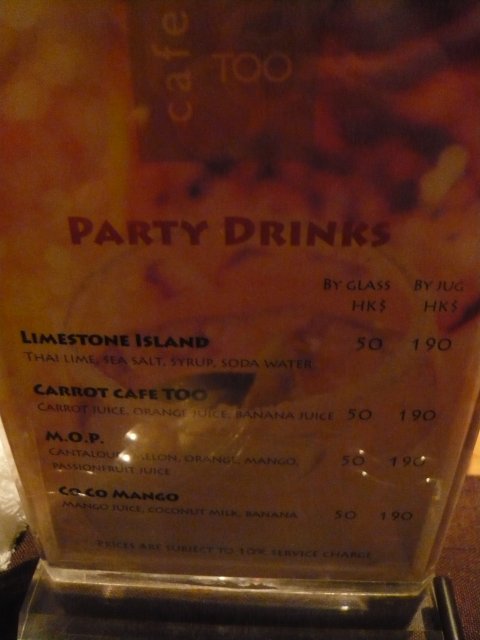 cafe
TOO
PARTY DRINKS
BY GLASS BY JUG
HK$ HK$
LIMESTONE ISLAND 50 190
THAI LIME, SEA SALT, SYRUP, SODA WATER
CARROT CAFE TOO
CARROT JUICE, ORANGE JUICE, BANANA JUICE 50 190
M.O.P.
ORANGE, MANGO, 50 190
PASSIONFRUIT JUICE
COCO MANGO
MANGO JUICE, COCONUT MILK, BANANA 50 190
PRICES ARE SUBJECT TO 10% SERVICE CHARGE